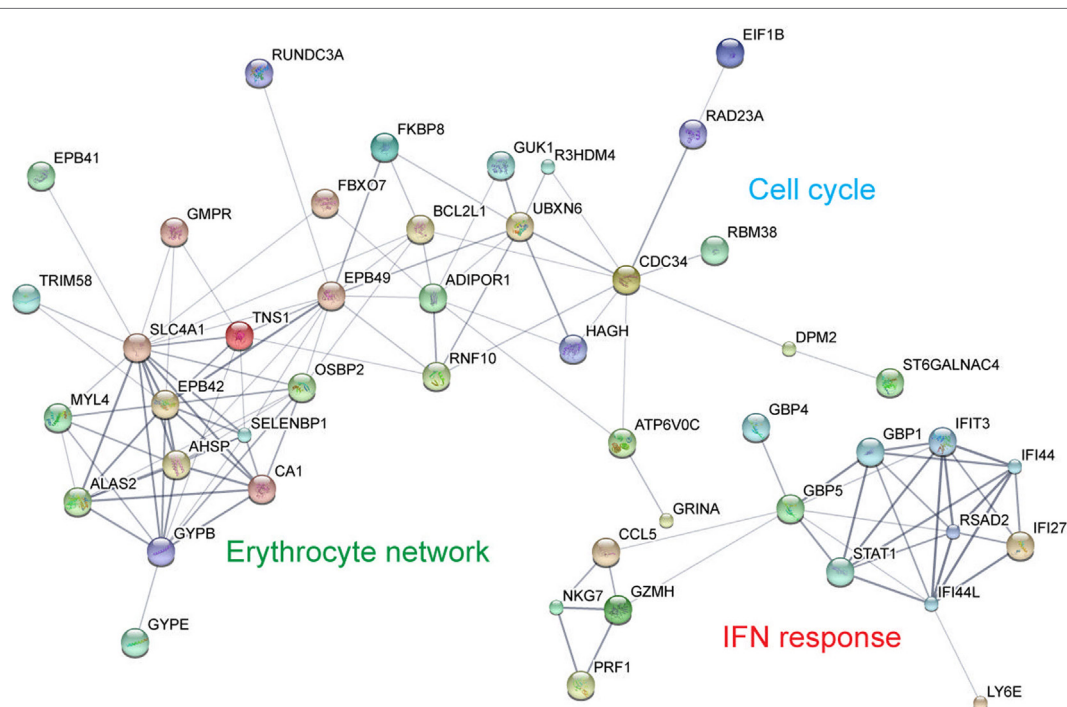 EIF1B
RUNDC3A
RAD23A
FKBP8
GUK1
R3HDM4
EPB41
FBXO7
Cell cycle
GMPR
BCL2L1
UBXN6
RBM38
CDC34
TRIM58
EPB49
ADIPOR1
SLC4A1
TNS1
HAGH
DPM2
RNF10
ST6GALNAC4
OSBP2
EPB42
MYL4
SELENBP1
GBP4
ATP6V0C
GBP1
IFIT3
AHSP
IFI44
CA1
ALAS2
GBP5
GRINA
RSAD2
IFI27
GYPB
CCL5
STAT1
Erythrocyte network
NKG7
GZMH
IFI44L
GYPE
IFN response
PRF1
LY6E